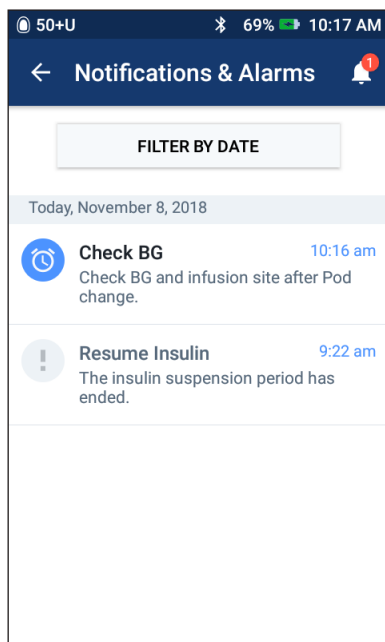 50+U 69% 10:17 AM
Notifications & Alarms 1
FILTER BY DATE
Today, November 8, 2018
Check BG 10:16 am
Check BG and infusion site after Pod
change.
Resume Insulin 9:22 am
The insulin suspension period has
ended.